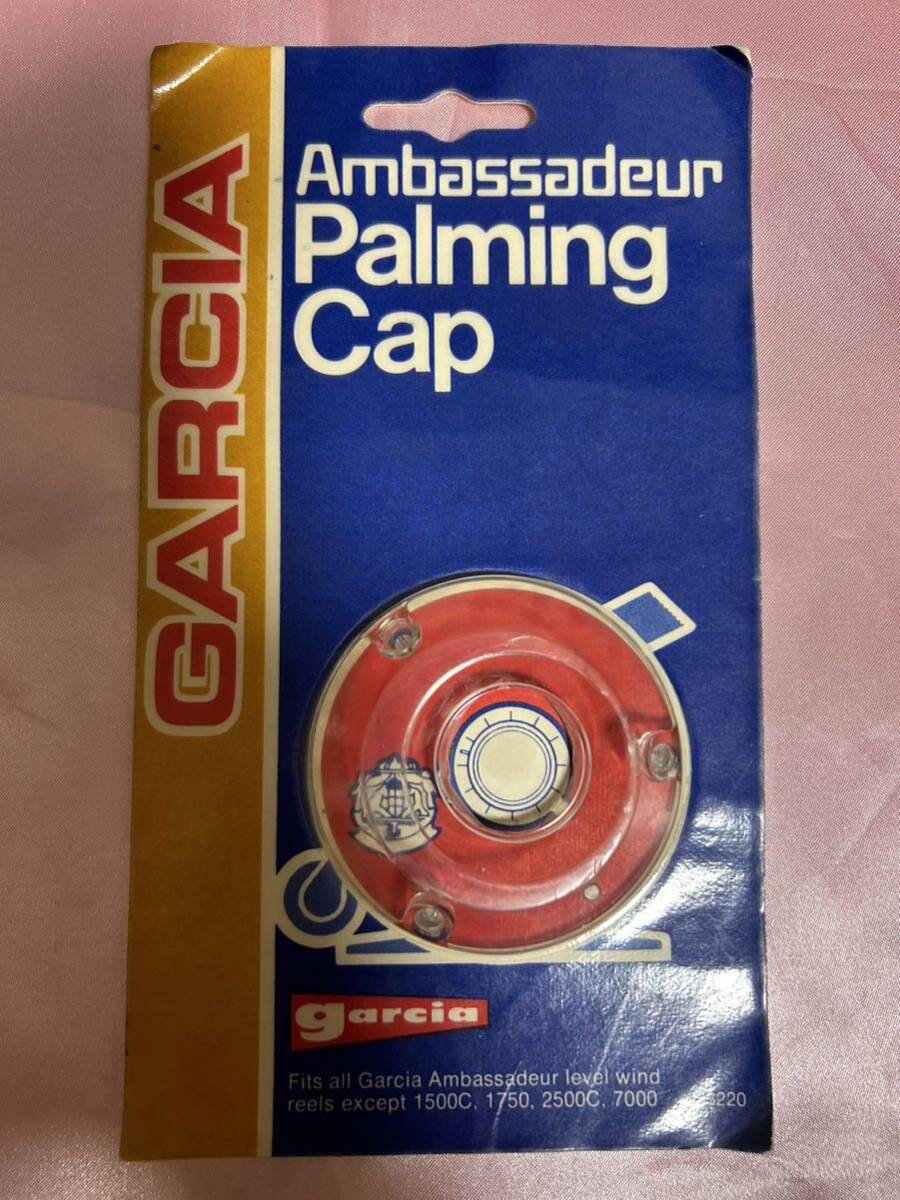 GARCIA
Ambassadeur
Palming
Cap
garcia
Fits all Garcia Ambassadeur level wind
reels except 1500C, 1750, 2500C, 7000